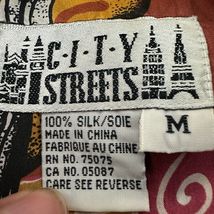 C·I·T·Y
STREETS
100% SILK/SOIE
MADE IN CHINA
FABRIQUE AU CHINE
RN NO. 75075
CA NO. 05087
CARE SEE REVERSE
M